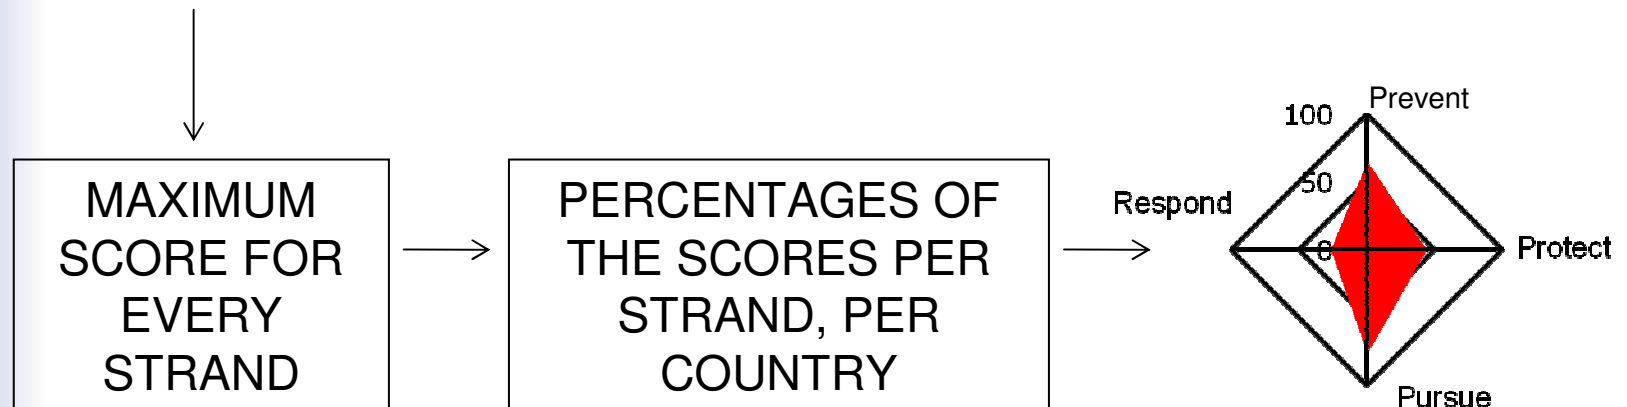 MAXIMUM
SCORE FOR
EVERY
STRAND
PERCENTAGES OF
THE SCORES PER
STRAND, PER
COUNTRY
Prevent
100
50
Respond
0
Protect
Pursue